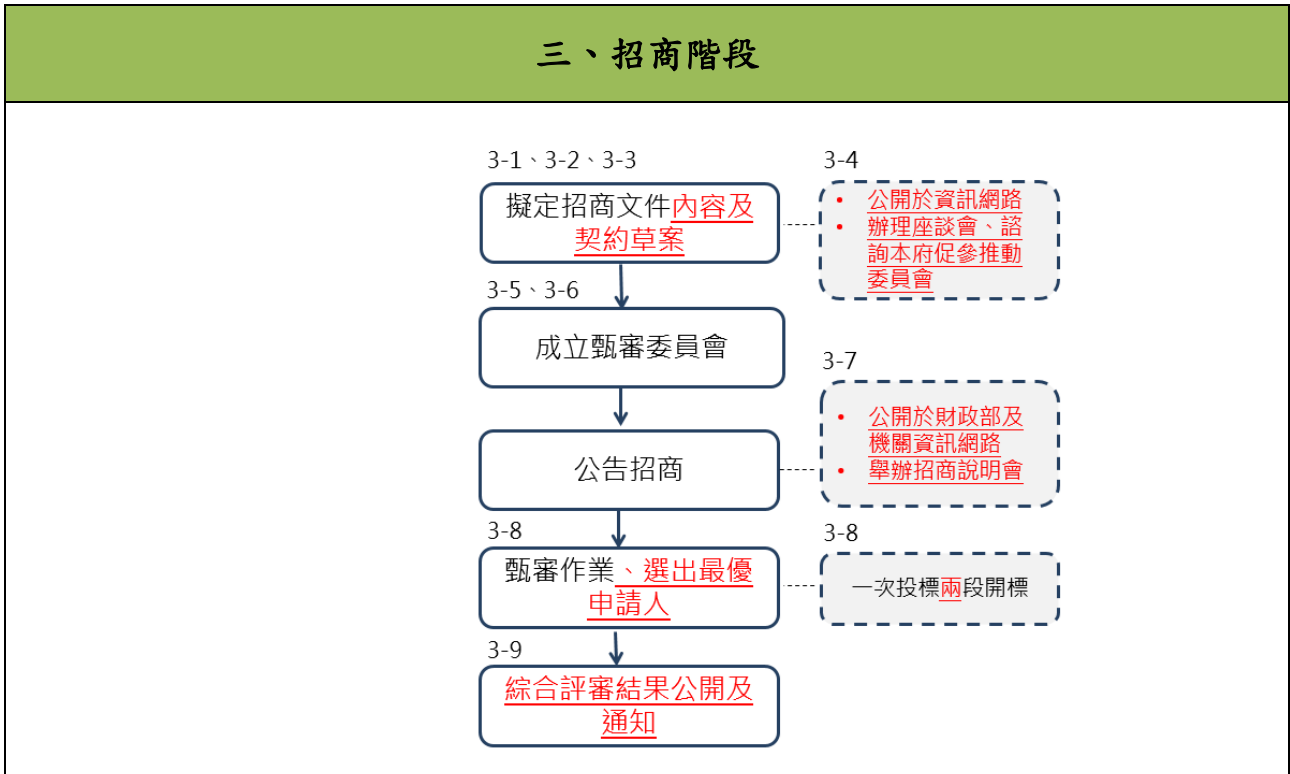 三、招商階段
3-1、3-2、3-3
擬定招商文件內容及
契約草案
3-4
• 公開於資訊網路
• 辦理座談會、諮
詢本府促參推動
委員會
3-5、3-6
成立甄審委員會
3-7
• 公開於財政部及
機關資訊網路
• 舉辦招商說明會
公告招商
3-8
甄審作業、選出最優
申請人
3-8
一次投標兩段開標
3-9
綜合評審結果公開及
通知